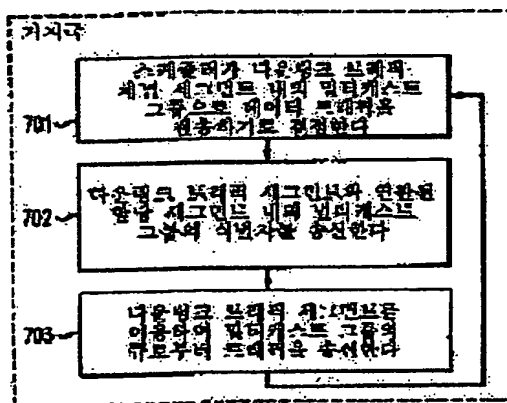 기지국
스케줄러가 다운링크 트래픽
채널 세그먼트 내의 멀티캐스트
그룹으로 데이터 트래픽을
전송하기로 결정한다
701
다운링크 트래픽 세그먼트와 연관된
할당 세그먼트 내의 멀티캐스트
그룹의 식별자를 송신한다
702
다운링크 트래픽 세그먼트를
이용하여 멀티캐스트 그룹의
트래픽을 송신한다
703